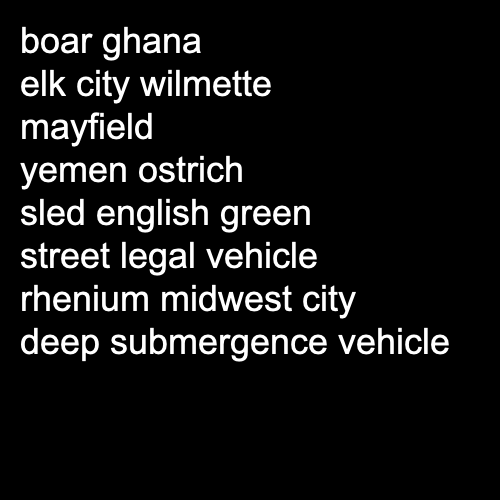 boar ghana
elk city wilmette
mayfield
yemen ostrich
sled english green
street legal vehicle
rhenium midwest city
deep submergence vehicle